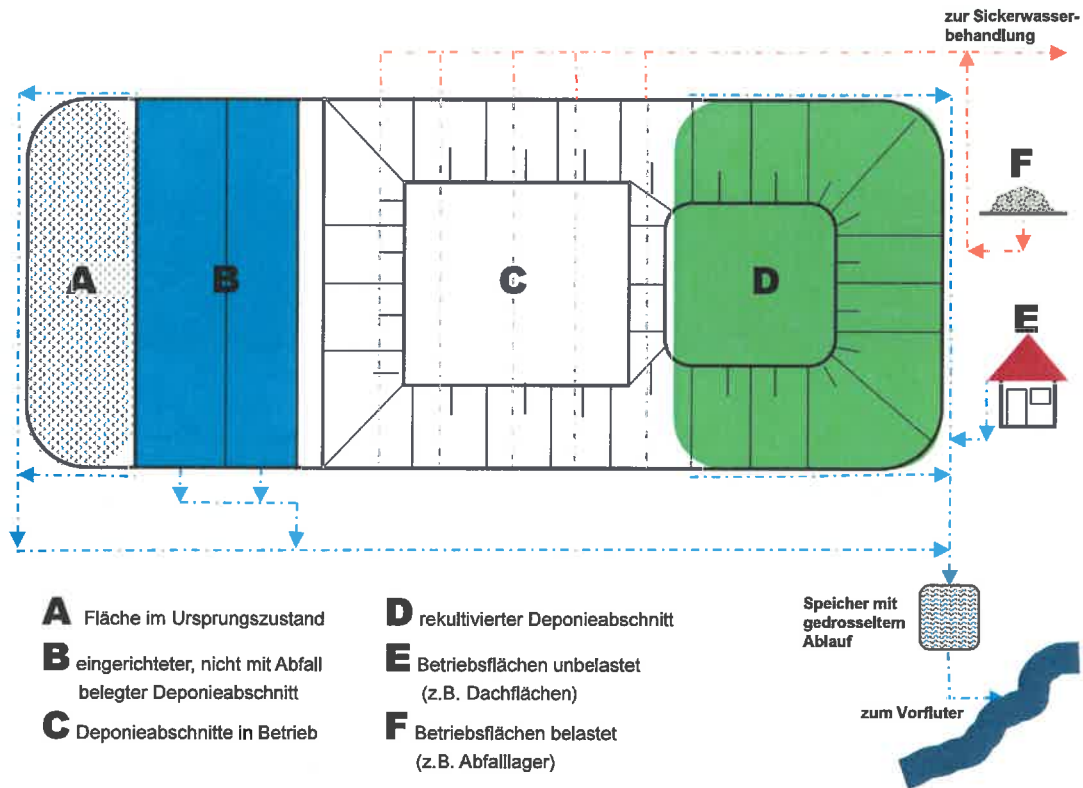 zur Sickerwasser-
behandlung
F
A
B
C
D
E
A Fläche im Ursprungszustand
B eingerichteter, nicht mit Abfall
belegter Deponieabschnitt
C Deponieabschnitte in Betrieb
D rekultivierter Deponieabschnitt
E Betriebsflächen unbelastet
(z.B. Dachflächen)
F Betriebsflächen belastet
(z.B. Abfalllager)
Speicher mit
gedrosseltem
Ablauf
zum Vorfluter